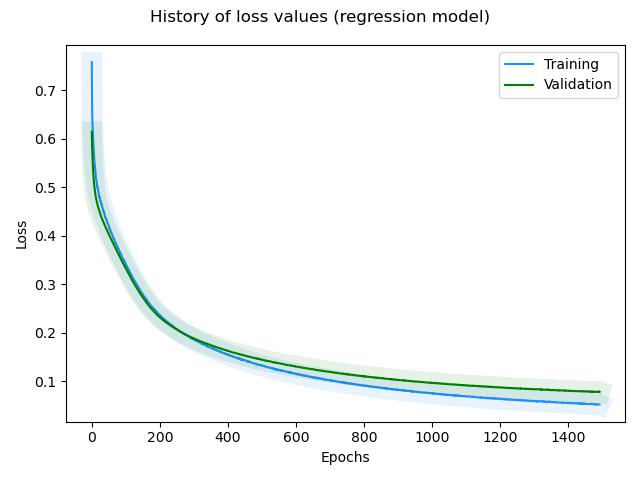 History of loss values (regression model)
Training
Validation
0.7
0.6
0.5
0.4
0.3
0.2
0.1
Loss
0 200 400 600 800 1000 1200 1400
Epochs